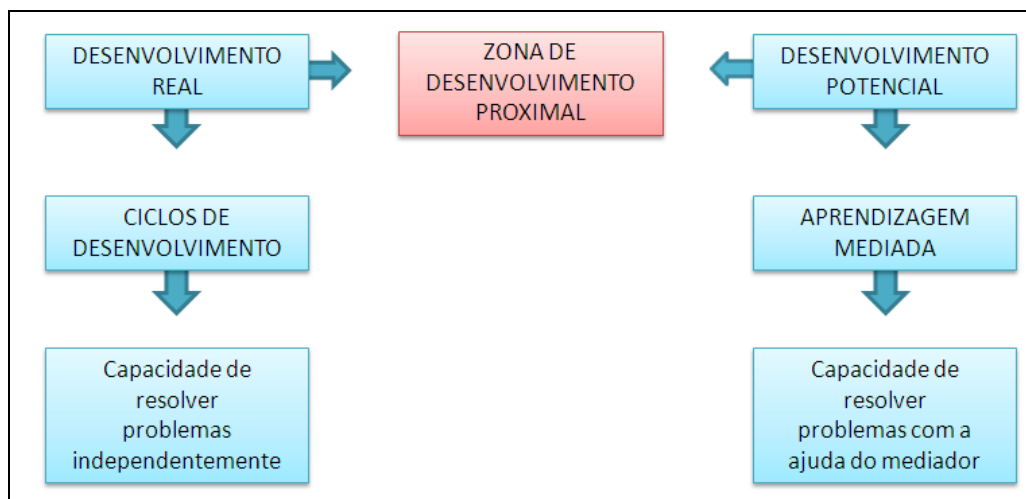 DESENVOLVIMENTO
REAL
ZONA DE
DESENVOLVIMENTO
PROXIMAL
DESENVOLVIMENTO
POTENCIAL
CICLOS DE
DESENVOLVIMENTO
APRENDIZAGEM
MEDIADA
Capacidade de
resolver
problemas
independentemente
Capacidade de
resolver
problemas com a
ajuda do mediador